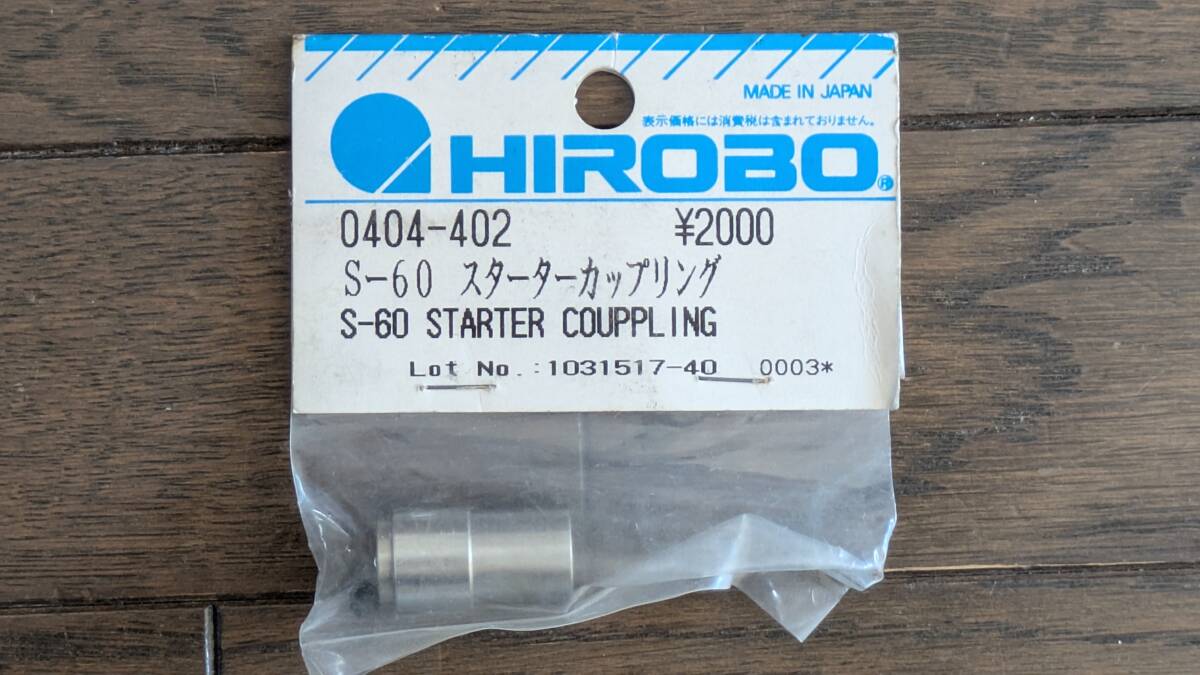 MADE IN JAPAN
表示価格には消費税は含まれておりません。
HIROBO®
0404-402 ¥2000
S-60 スターターカップリング
S-60 STARTER COUPPLING
Lot No.:1031517-40 0003*